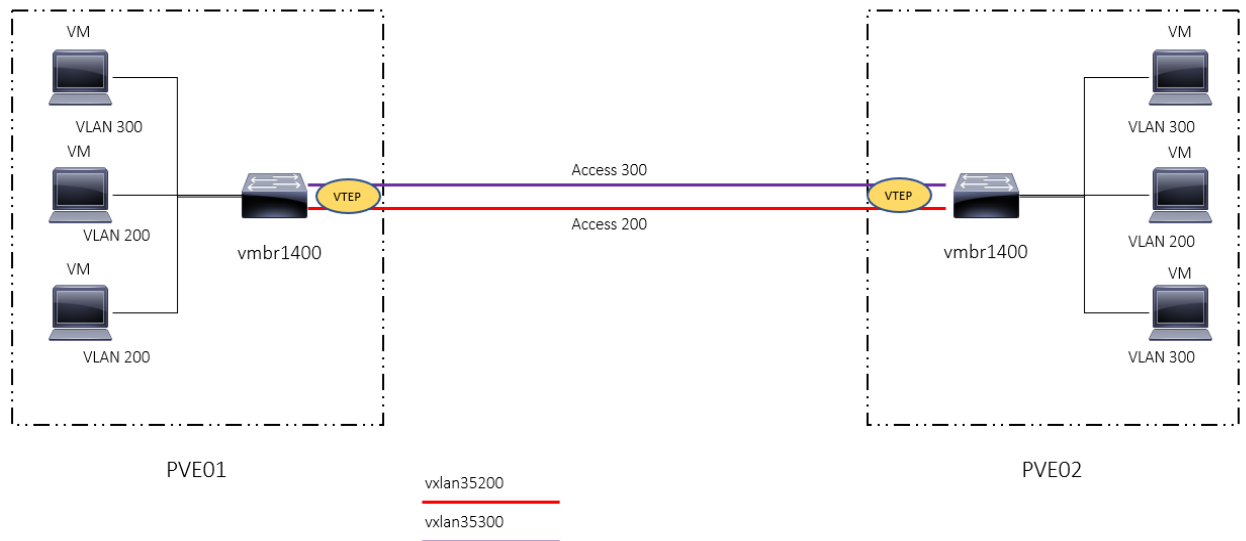 VM
VLAN 300
VM
VLAN 200
VM
VLAN 200
vmbr1400
VTEP
PVE01
Access 300
Access 200
VTEP
vmbr1400
VM
VLAN 300
VM
VLAN 200
VM
VLAN 300
PVE02
vxlan35200
vxlan35300